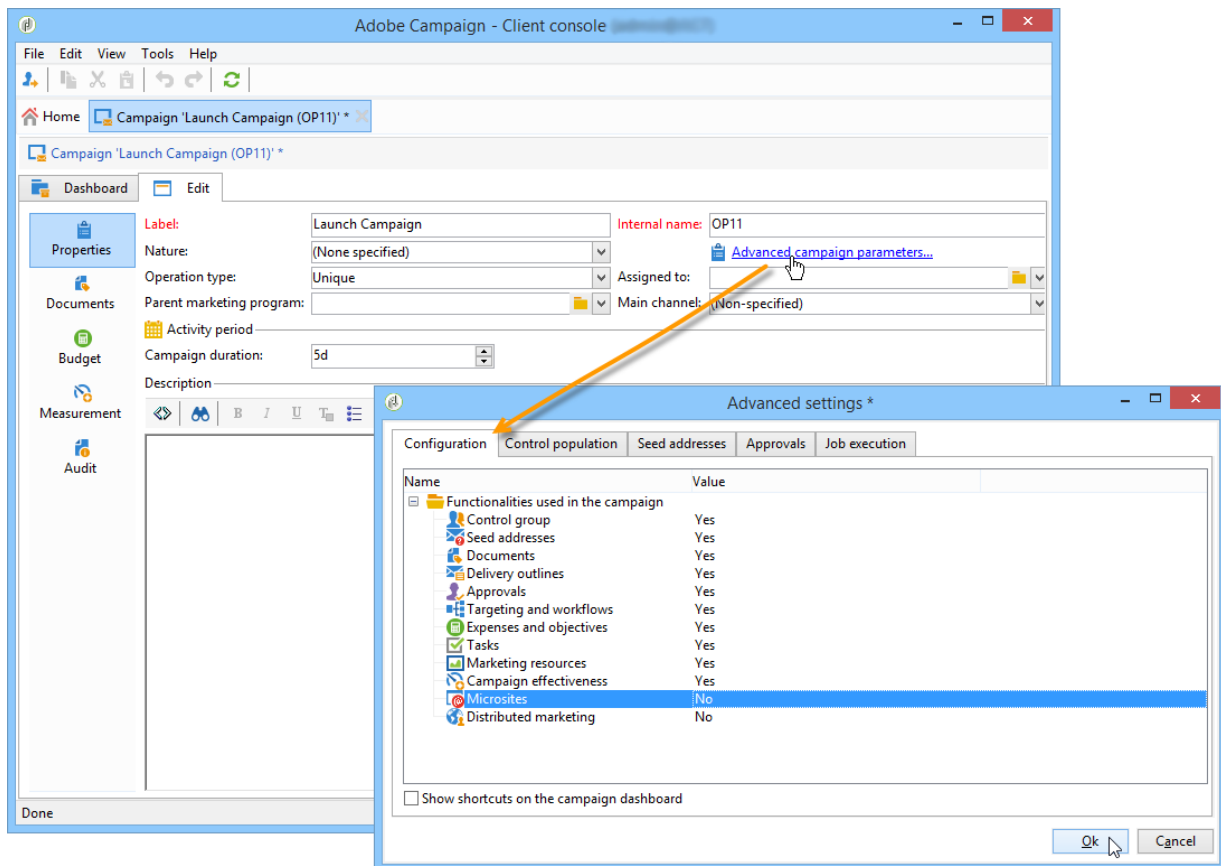 Adobe Campaign - Client console
File Edit View Tools Help
Home Campaign 'Launch Campaign (OP11)' *
Campaign 'Launch Campaign (OP11)' *
Dashboard Edit
Properties
Documents
Budget
Measurement
Audit
Label: Launch Campaign Internal name: OP11
Nature: (None specified) Advanced campaign parameters...
Operation type: Unique Assigned to:
Parent marketing program: Main channel: (Non-specified)
Activity period
Campaign duration: 5d
Description
B I U
Done
Advanced settings *
Configuration Control population Seed addresses Approvals Job execution
Name Value
Functionalities used in the campaign
Control group Yes
Seed addresses Yes
Documents Yes
Delivery outlines Yes
Approvals Yes
Targeting and workflows Yes
Expenses and objectives Yes
Tasks Yes
Marketing resources Yes
Campaign effectiveness Yes
Microsites No
Distributed marketing No
Show shortcuts on the campaign dashboard
Ok Cancel